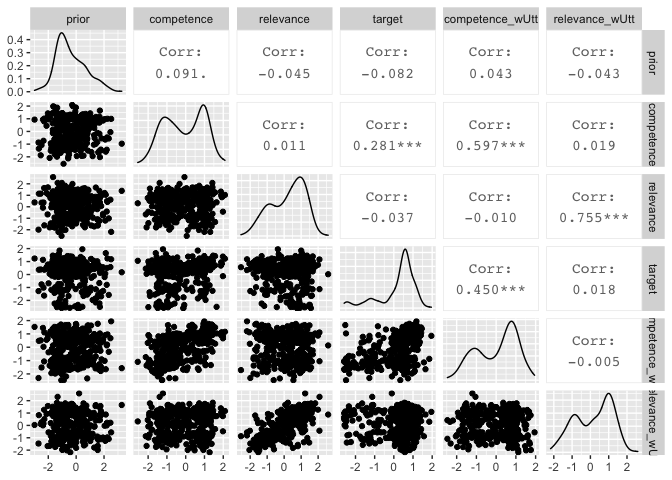 prior competence relevance target competence_wUtt relevance_wUtt
0.4
0.3
0.2
0.1
0.0
Corr:
0.091.
Corr:
-0.045
Corr:
-0.082
Corr:
0.043
Corr:
-0.043
prior
2
1
0
-1
-2
Corr:
0.011
Corr:
0.281***
Corr:
0.597***
Corr:
0.019
competence
2
1
0
-1
-2
Corr:
-0.037
Corr:
-0.010
Corr:
0.755***
relevance
2
1
0
-1
-2
Corr:
0.450***
Corr:
0.018
target
2
1
0
-1
-2
Corr:
-0.005
mpetence_w
2
1
0
-1
-2
elevance_wU
-2 0 2
-2 -1 0 1 2
-2 -1 0 1 2
-2 -1 0 1 2
-2 -1 0 1 2
-2 -1 0 1 2